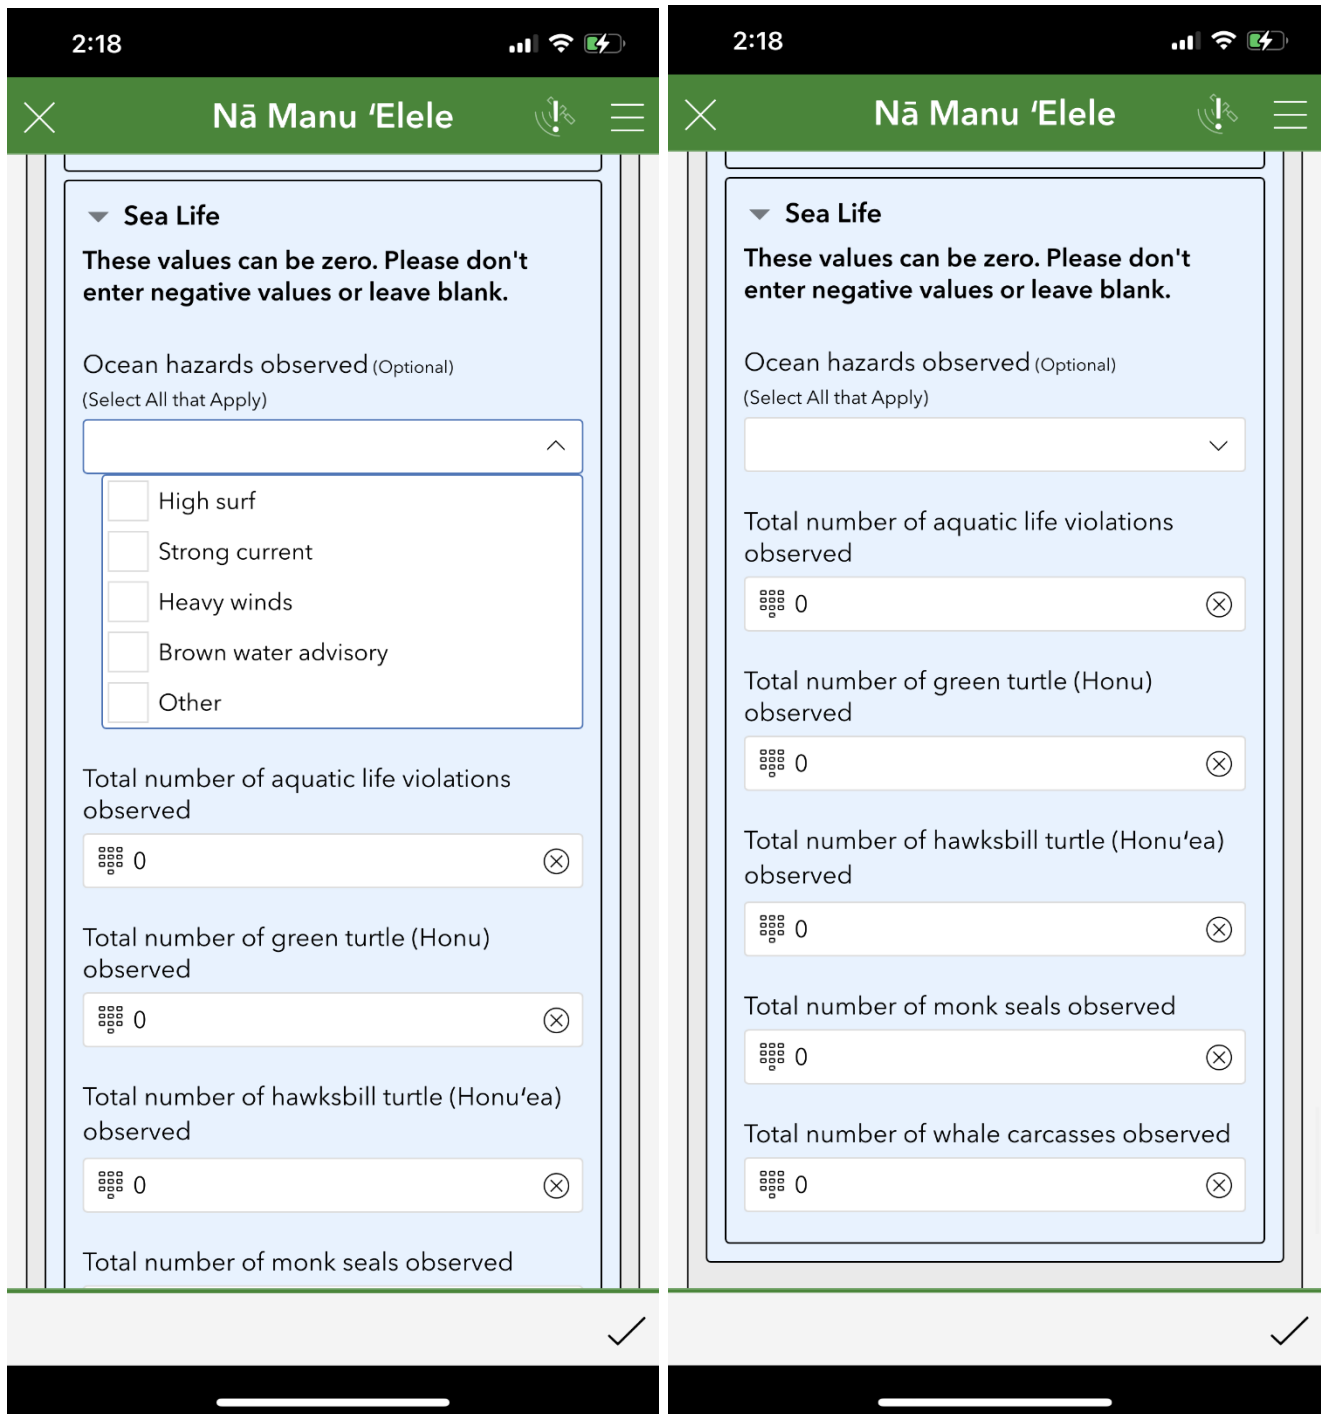 2:18
Nā Manu ʻElele
Sea Life
These values can be zero. Please don't
enter negative values or leave blank.
Ocean hazards observed (Optional)
(Select All that Apply)
High surf
Strong current
Heavy winds
Brown water advisory
Other
Total number of aquatic life violations
observed
0
Total number of green turtle (Honu)
observed
0
Total number of hawksbill turtle (Honuʻea)
observed
0
Total number of monk seals observed
2:18
Nā Manu ʻElele
Sea Life
These values can be zero. Please don't
enter negative values or leave blank.
Ocean hazards observed (Optional)
(Select All that Apply)
Total number of aquatic life violations
observed
0
Total number of green turtle (Honu)
observed
0
Total number of hawksbill turtle (Honuʻea)
observed
0
Total number of monk seals observed
0
Total number of whale carcasses observed
0